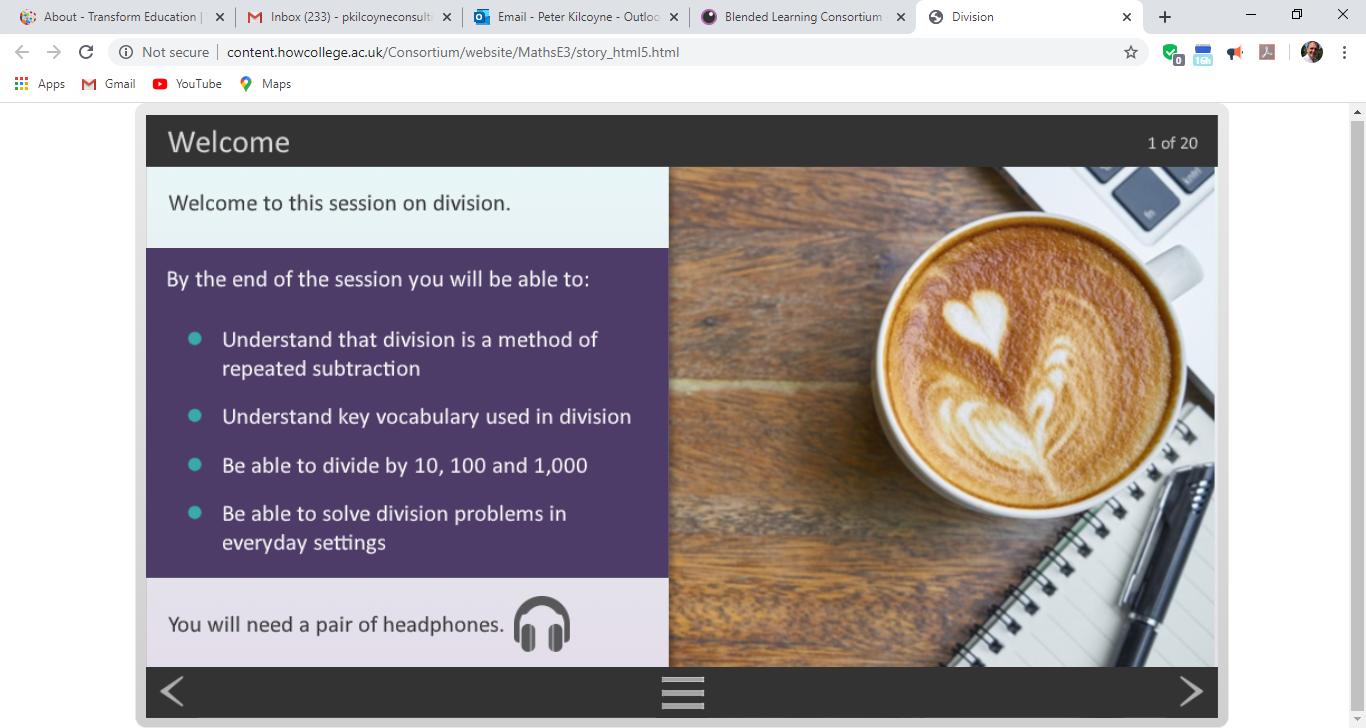 About - Transform Education |
Inbox (233) - pkilcoyneconsult
Email - Peter Kilcoyne - Outloo
Blended Learning Consortium
Division
Not secure
content.howcollege.ac.uk/Consortium/website/MathsE3/story_html5.html
0
16h
Apps
Gmail
YouTube
Maps
Welcome
1 of 20
Welcome to this session on division.
By the end of the session you will be able to:
Understand that division is a method of
repeated subtraction
Understand key vocabulary used in division
Be able to divide by 10, 100 and 1,000
Be able to solve division problems in
everyday settings
You will need a pair of headphones.
fn